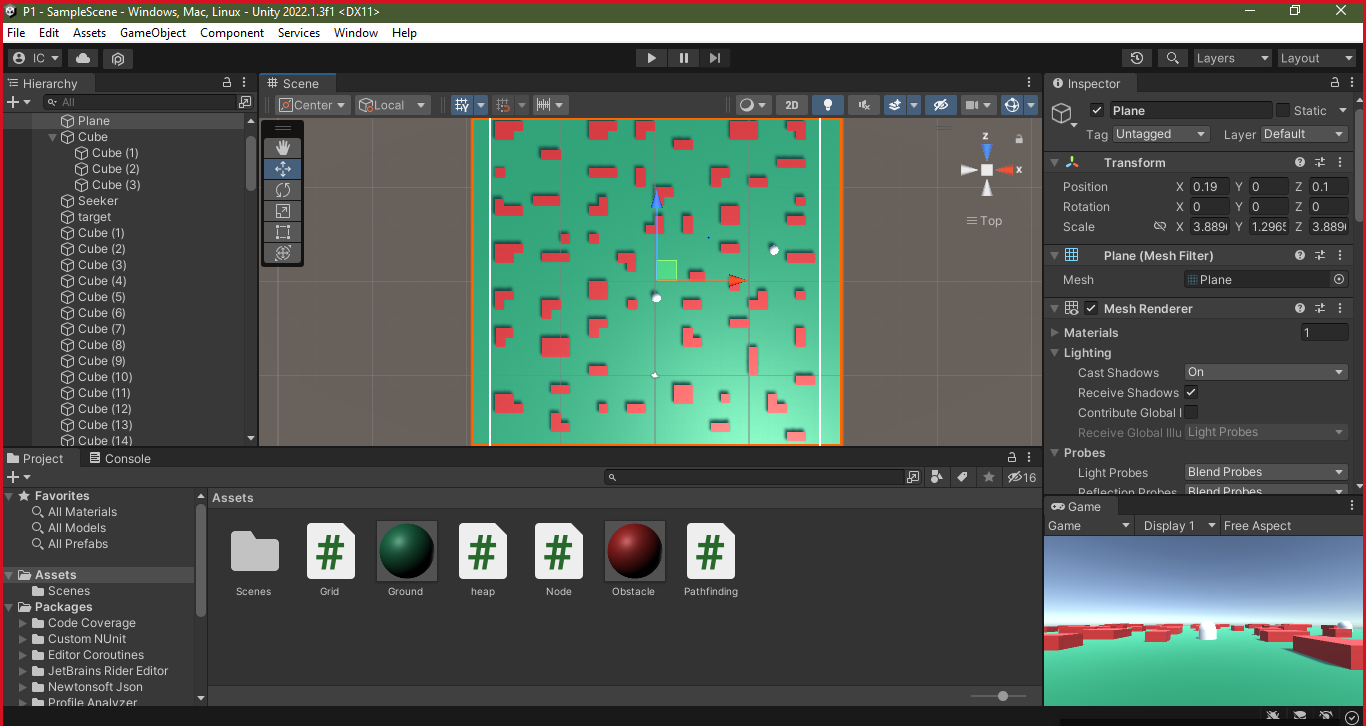 P1 - SampleScene - Windows, Mac, Linux - Unity 2022.1.3f1 <DX11>
File Edit Assets GameObject Component Services Window Help
IC Layers Layout
Hierarchy
All
Plane
Cube
Cube (1)
Cube (2)
Cube (3)
Seeker
target
Cube (1)
Cube (2)
Cube (3)
Cube (4)
Cube (5)
Cube (6)
Cube (7)
Cube (8)
Cube (9)
Cube (10)
Cube (11)
Cube (12)
Cube (13)
Cube (14)
Scene
Center Local 2D
z
x
Top
Inspector
Plane Static
Tag Untagged Layer Default
Transform
Position X 0.19 Y 0 Z 0.1
Rotation X 0 Y 0 Z 0
Scale X 3.889 Y 1.2965 Z 3.889
Plane (Mesh Filter)
Mesh Plane
Mesh Renderer
Materials 1
Lighting
Cast Shadows On
Receive Shadows
Contribute Global I
Receive Global Illu Light Probes
Probes
Light Probes Blend Probes
Reflection Probes Blend Probes
Project Console
16
Favorites
All Materials
All Models
All Prefabs
Assets
Scenes
Packages
Code Coverage
Custom NUnit
Editor Coroutines
JetBrains Rider Editor
Newtonsoft Json
Profile Analyzer
Assets
Scenes Grid Ground heap Node Obstacle Pathfinding
Game
Game Display 1 Free Aspect